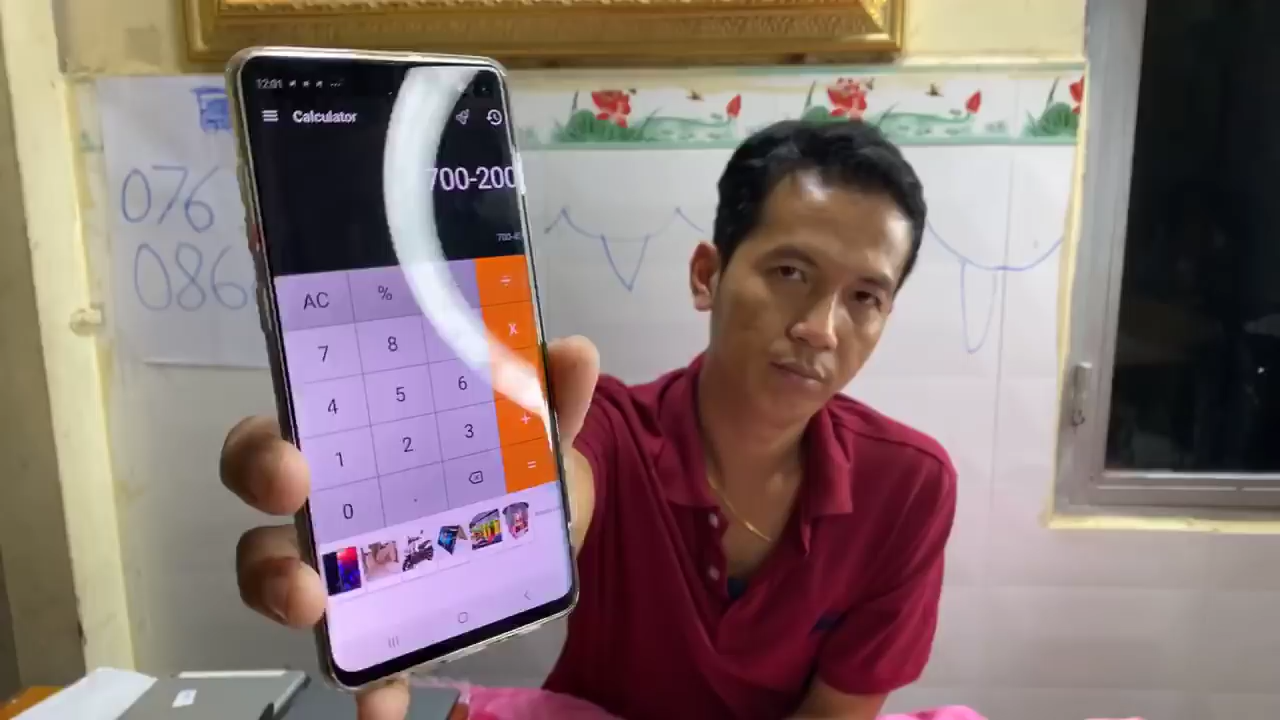 12:01
Calculator
700-200
AC %
7 8
x
4 5 6
+
1 2 3
=
0 .
076
086